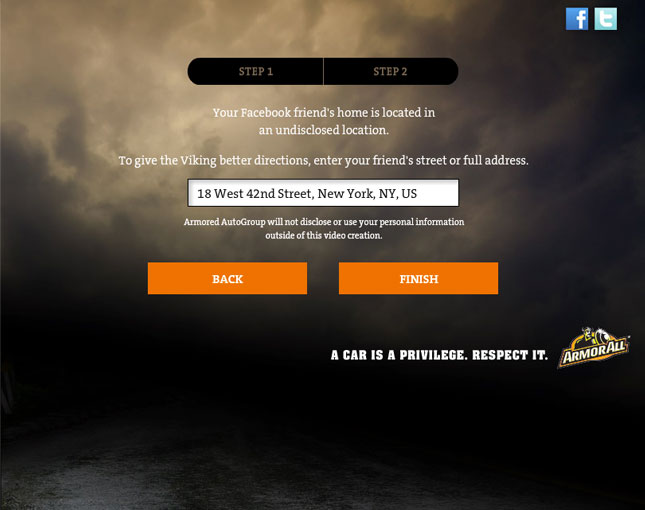 f t
STEP 1 STEP 2
Your Facebook friend's home is located in
an undisclosed location.
To give the Viking better directions, enter your friend's street or full address.
18 West 42nd Street, New York, NY, US
Armored AutoGroup will not disclose or use your personal information
outside of this video creation.
BACK FINISH
A CAR IS A PRIVILEGE. RESPECT IT. ARMOR ALL